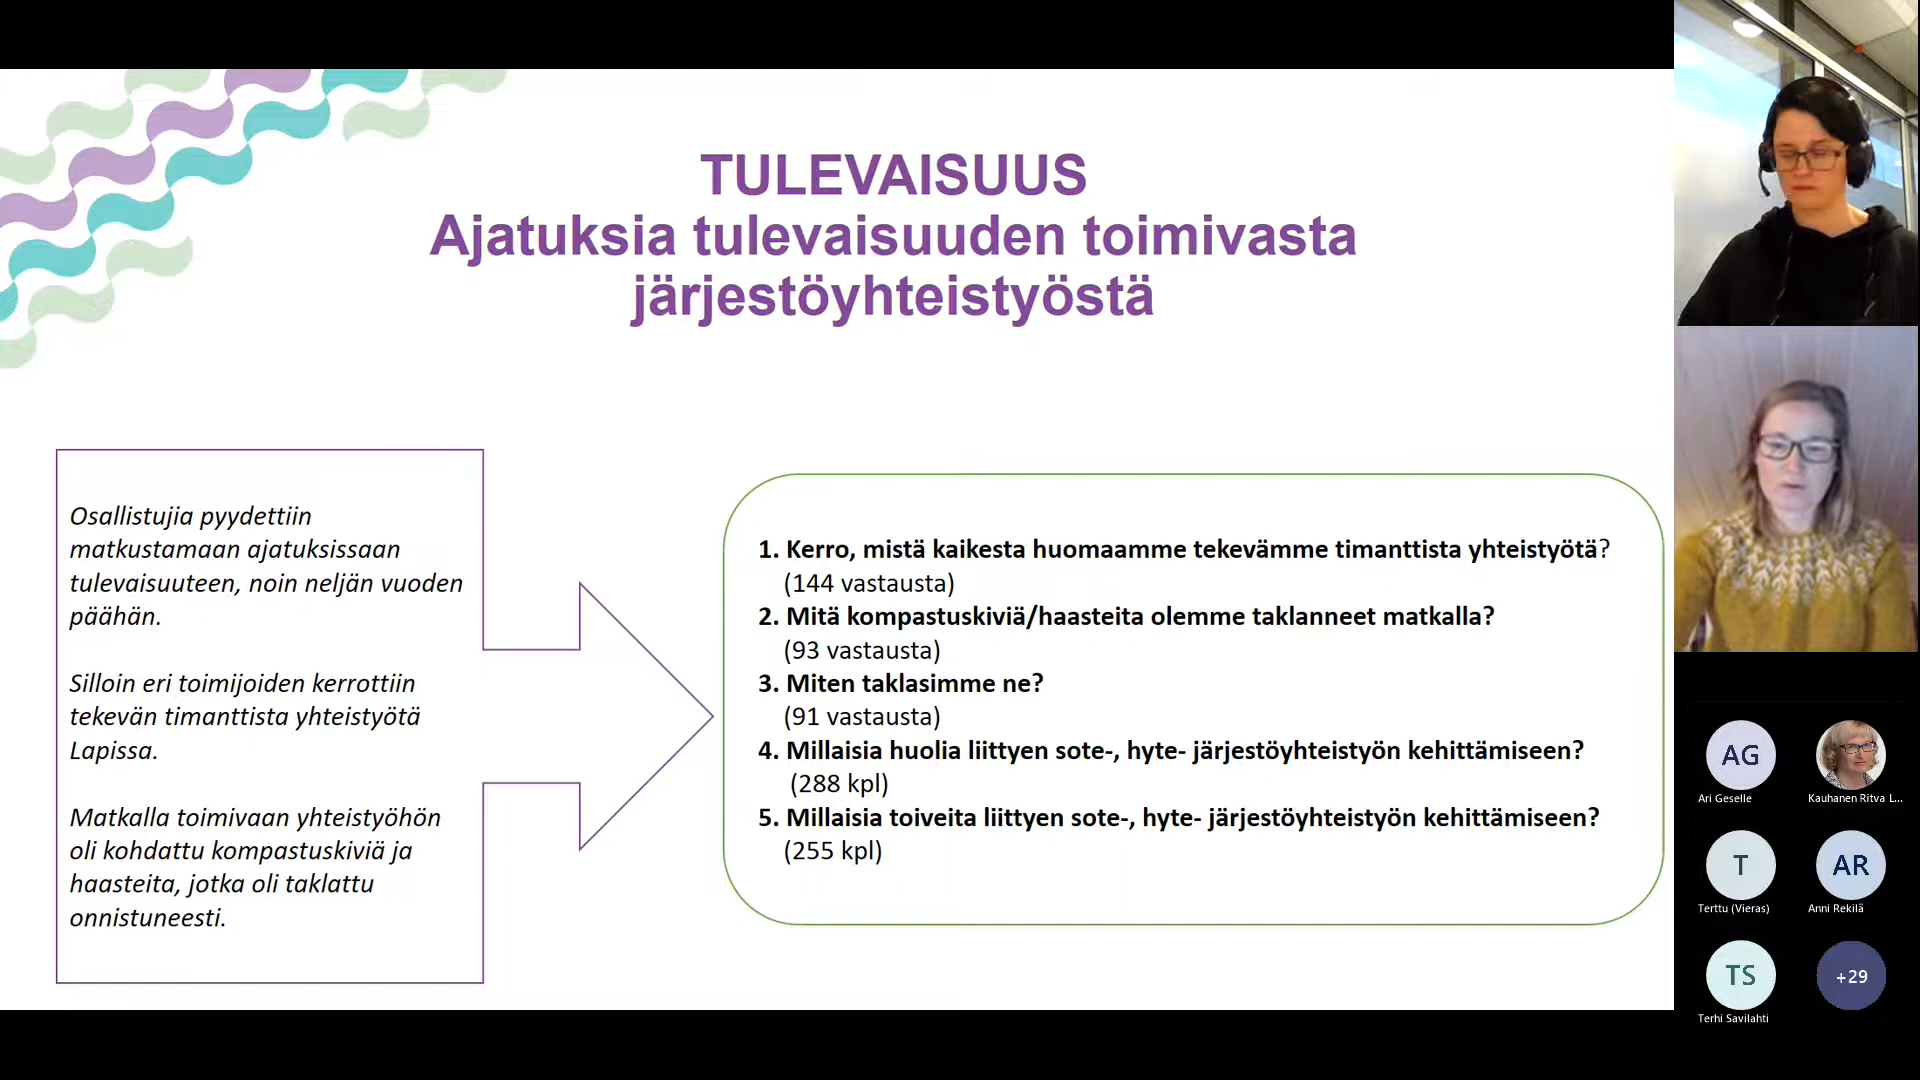 TULEVAISUUS
Ajatuksia tulevaisuuden toimivasta
järjestöyhteistyöstä
Osallistujia pyydettiin
matkustamaan ajatuksissaan
tulevaisuuteen, noin neljän vuoden
päähän.
Silloin eri toimijoiden kerrottiin
tekevän timanttista yhteistyötä
Lapissa.
Matkalla toimivaan yhteistyöhön
oli kohdattu kompastuskiviä ja
haasteita, jotka oli taklattu
onnistuneesti.
1. Kerro, mistä kaikesta huomaamme tekevämme timanttista yhteistyötä?
(144 vastausta)
2. Mitä kompastuskiviä/haasteita olemme taklanneet matkalla?
(93 vastausta)
3. Miten taklasimme ne?
(91 vastausta)
4. Millaisia huolia liittyen sote-, hyte- järjestöyhteistyön kehittämiseen?
(288 kpl)
5. Millaisia toiveita liittyen sote-, hyte- järjestöyhteistyön kehittämiseen?
(255 kpl)
AG
Ari Geselle
Kauhanen Ritva L...
T
Terttu (Vieras)
AR
Anni Rekilä
TS
Terhi Savilahti
+29